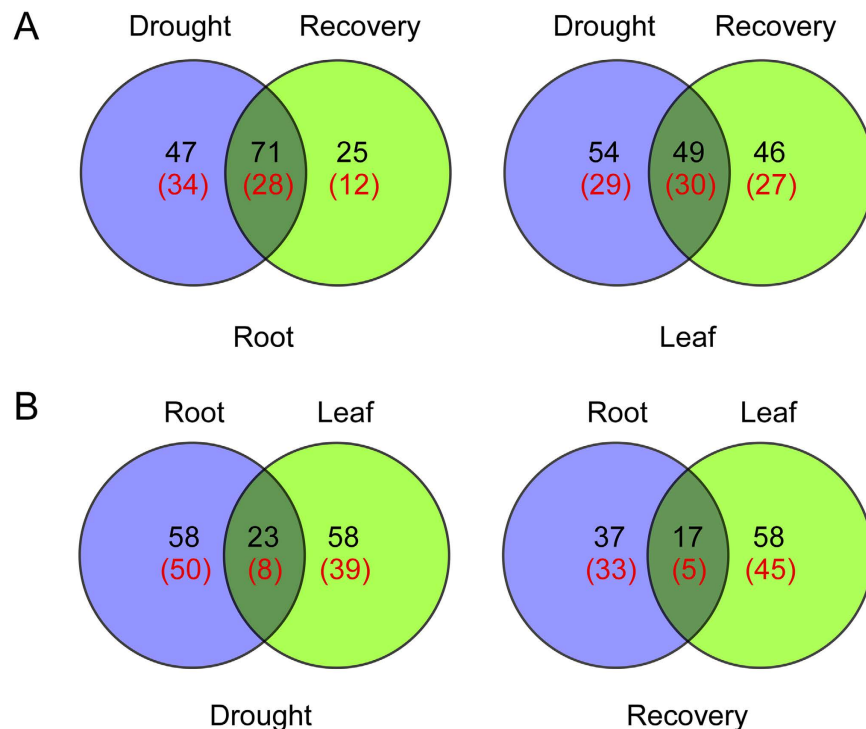 A
Drought Recovery Drought Recovery
47 71 25 54 49 46
(34) (28) (12) (29) (30) (27)
Root Leaf
B
Root Leaf Root Leaf
58 23 58 37 17 58
(50) (8) (39) (33) (5) (45)
Drought Recovery